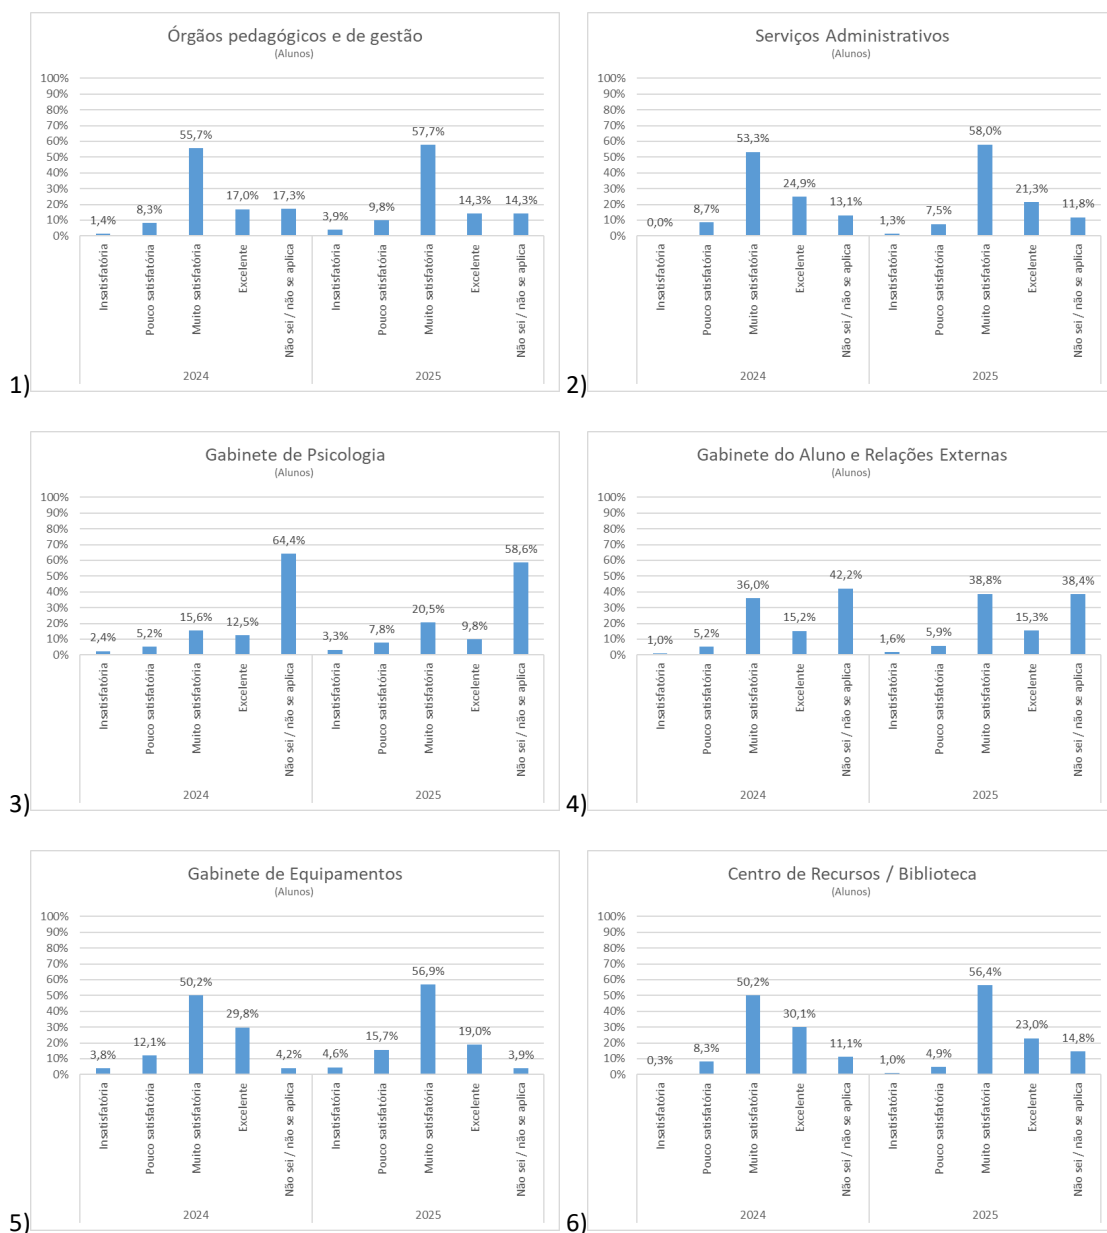 Órgãos pedagógicos e de gestão
(Alunos)
100%
90%
80%
70%
60%
50%
40%
30%
20%
10%
0%
1,4%
8,3%
55,7%
17,0%
17,3%
3,9%
9,8%
57,7%
14,3%
14,3%
Insatisfatória
Pouco satisfatória
Muito satisfatória
Excelente
Não sei / não se aplica
Insatisfatória
Pouco satisfatória
Muito satisfatória
Excelente
Não sei / não se aplica
2024
2025
1)
Serviços Administrativos
(Alunos)
100%
90%
80%
70%
60%
50%
40%
30%
20%
10%
0%
0,0%
8,7%
53,3%
24,9%
13,1%
1,3%
7,5%
58,0%
21,3%
11,8%
Insatisfatória
Pouco satisfatória
Muito satisfatória
Excelente
Não sei / não se aplica
Insatisfatória
Pouco satisfatória
Muito satisfatória
Excelente
Não sei / não se aplica
2024
2025
2)
Gabinete de Psicologia
(Alunos)
100%
90%
80%
70%
60%
50%
40%
30%
20%
10%
0%
2,4%
5,2%
15,6%
12,5%
64,4%
3,3%
7,8%
20,5%
9,8%
58,6%
Insatisfatória
Pouco satisfatória
Muito satisfatória
Excelente
Não sei / não se aplica
Insatisfatória
Pouco satisfatória
Muito satisfatória
Excelente
Não sei / não se aplica
2024
2025
3)
Gabinete do Aluno e Relações Externas
(Alunos)
100%
90%
80%
70%
60%
50%
40%
30%
20%
10%
0%
1,0%
5,2%
36,0%
15,2%
42,2%
1,6%
5,9%
38,8%
15,3%
38,4%
Insatisfatória
Pouco satisfatória
Muito satisfatória
Excelente
Não sei / não se aplica
Insatisfatória
Pouco satisfatória
Muito satisfatória
Excelente
Não sei / não se aplica
2024
2025
4)
Gabinete de Equipamentos
(Alunos)
100%
90%
80%
70%
60%
50%
40%
30%
20%
10%
0%
3,8%
12,1%
50,2%
29,8%
4,2%
4,6%
15,7%
56,9%
19,0%
3,9%
Insatisfatória
Pouco satisfatória
Muito satisfatória
Excelente
Não sei / não se aplica
Insatisfatória
Pouco satisfatória
Muito satisfatória
Excelente
Não sei / não se aplica
2024
2025
5)
Centro de Recursos / Biblioteca
(Alunos)
100%
90%
80%
70%
60%
50%
40%
30%
20%
10%
0%
0,3%
8,3%
50,2%
30,1%
11,1%
1,0%
4,9%
56,4%
23,0%
14,8%
Insatisfatória
Pouco satisfatória
Muito satisfatória
Excelente
Não sei / não se aplica
Insatisfatória
Pouco satisfatória
Muito satisfatória
Excelente
Não sei / não se aplica
2024
2025
6)